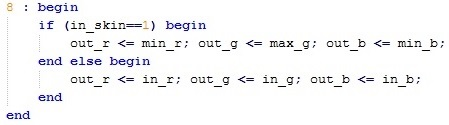 8 : begin
if (in_skin==1) begin
out_r <= min_r; out_g <= max_g; out_b <= min_b;
end else begin
out_r <= in_r; out_g <= in_g; out_b <= in_b;
end
end